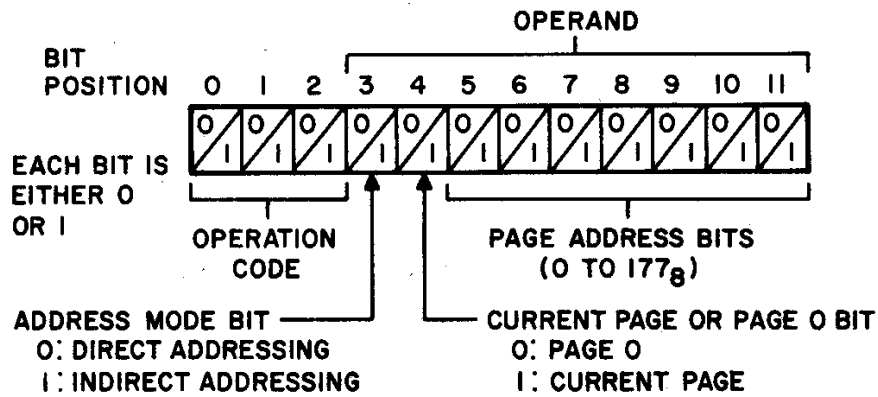 OPERAND
BIT
POSITION 0 1 2 3 4 5 6 7 8 9 10 11
0 0 0 0 0 0 0 0 0 0 0 0
1 1 1 1 1 1 1 1 1 1 1 1
EACH BIT IS
EITHER 0
OR 1
OPERATION
CODE
PAGE ADDRESS BITS
(0 TO 177₈)
ADDRESS MODE BIT
0: DIRECT ADDRESSING
1: INDIRECT ADDRESSING
CURRENT PAGE OR PAGE 0 BIT
0: PAGE 0
1: CURRENT PAGE